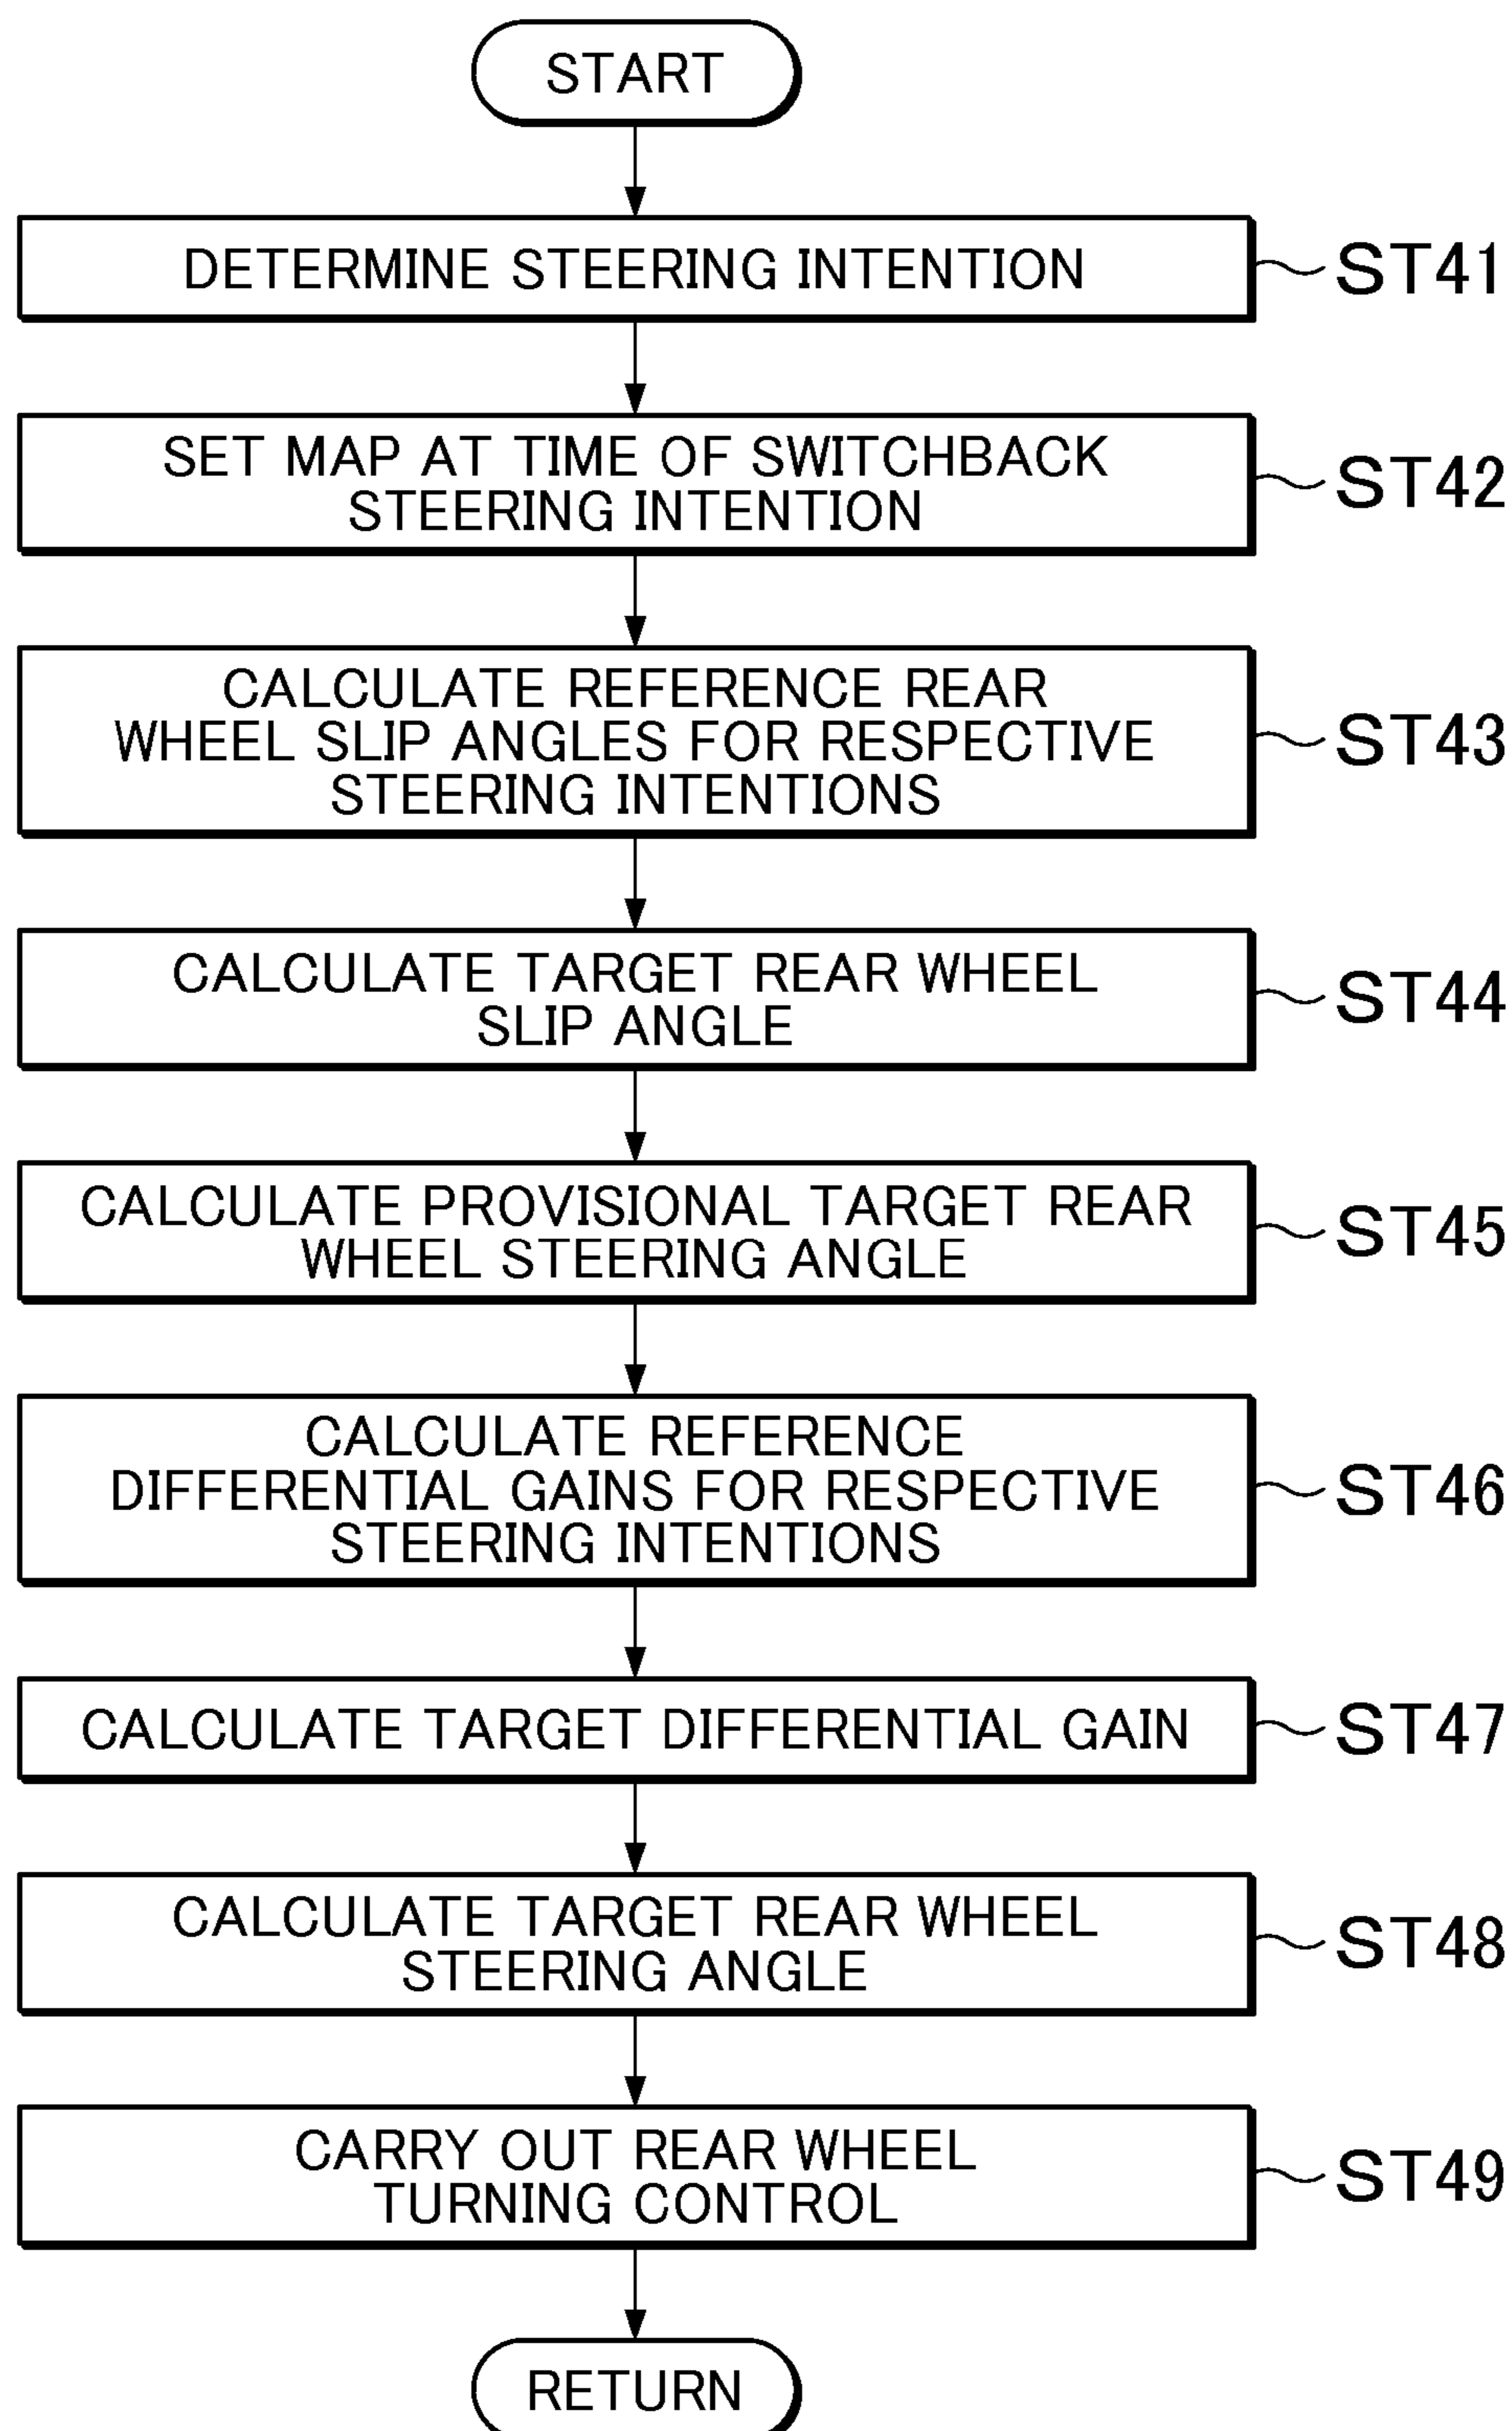 START
DETERMINE STEERING INTENTION
ST41
SET MAP AT TIME OF SWITCHBACK
STEERING INTENTION
ST42
CALCULATE REFERENCE REAR
WHEEL SLIP ANGLES FOR RESPECTIVE
STEERING INTENTIONS
ST43
CALCULATE TARGET REAR WHEEL
SLIP ANGLE
ST44
CALCULATE PROVISIONAL TARGET REAR
WHEEL STEERING ANGLE
ST45
CALCULATE REFERENCE
DIFFERENTIAL GAINS FOR RESPECTIVE
STEERING INTENTIONS
ST46
CALCULATE TARGET DIFFERENTIAL GAIN
ST47
CALCULATE TARGET REAR WHEEL
STEERING ANGLE
ST48
CARRY OUT REAR WHEEL
TURNING CONTROL
ST49
RETURN